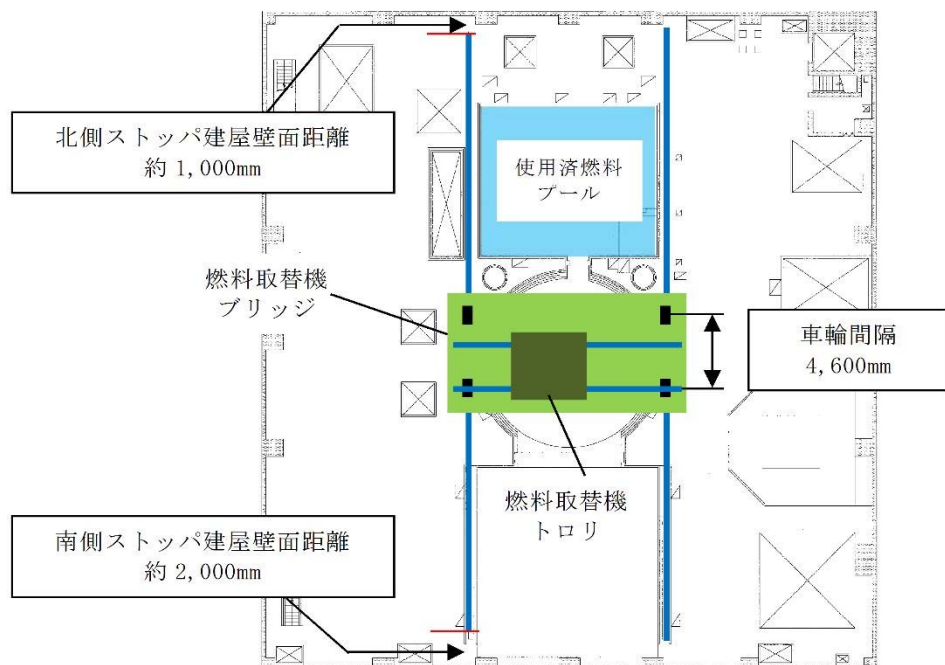 北側ストッパ建屋壁面距離
約 1,000mm
使用済燃料
プール
燃料取替機
ブリッジ
車輪間隔
4,600mm
南側ストッパ建屋壁面距離
約 2,000mm
燃料取替機
トロリ